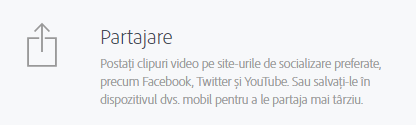 Partajare
Postați clipuri video pe site-urile de socializare preferate,
precum Facebook, Twitter și YouTube. Sau salvați-le în
dispozitivul dvs. mobil pentru a le partaja mai târziu.